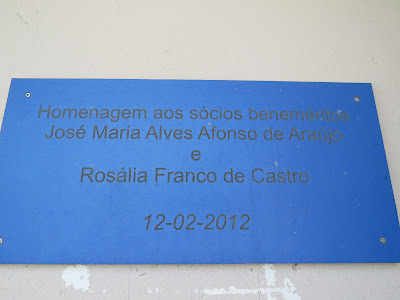 Homenagem aos sócios beneméritos
José Maria Alves Afonso de Araújo
e
Rosália Franco de Castro
12-02-2012